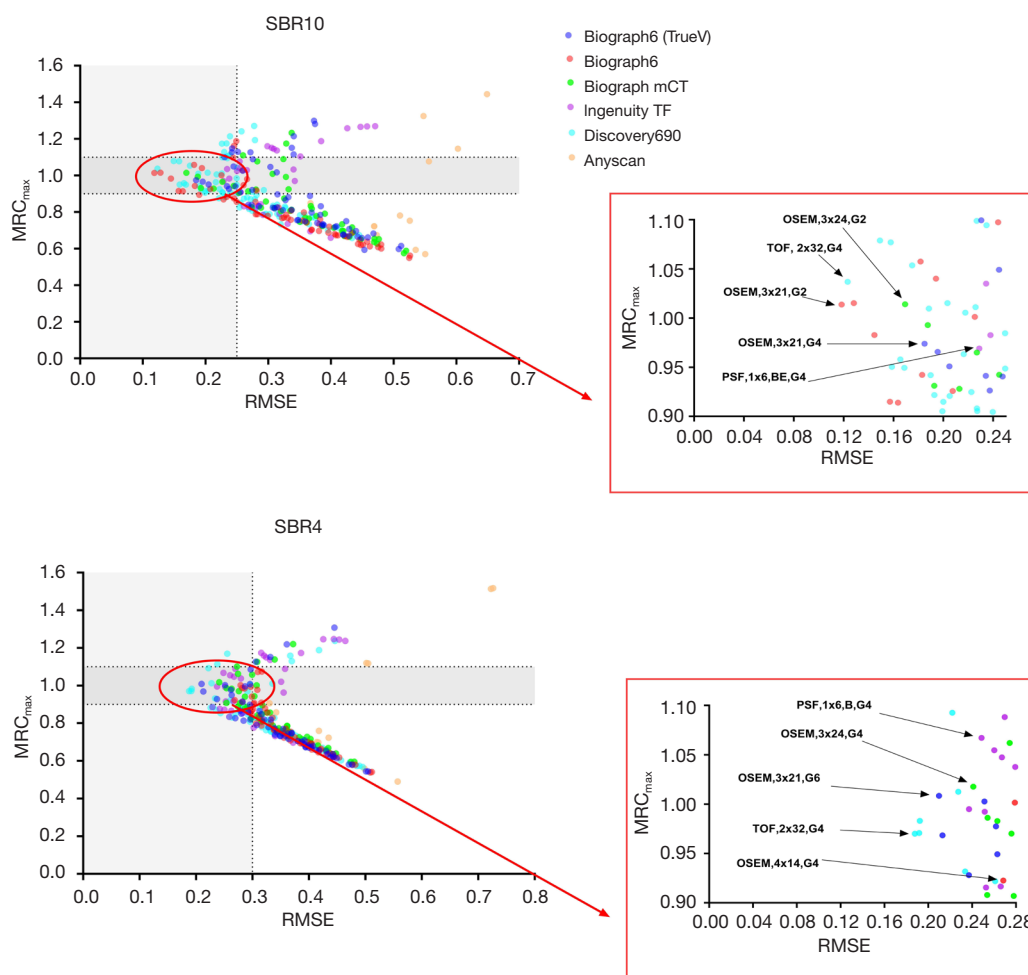 SBR10
Biograph6 (TrueV)
Biograph6
Biograph mCT
Ingenuity TF
Discovery690
Anyscan
1.6
1.4
1.2
1.0
0.8
0.6
0.4
0.2
0.0
MRCmax
0.0 0.1 0.2 0.3 0.4 0.5 0.6 0.7
RMSE
1.10
1.05
1.00
0.95
0.90
MRCmax
OSEM,3x24,G2
TOF, 2x32,G4
OSEM,3x21,G2
OSEM,3x21,G4
PSF,1x6,BE,G4
0.00 0.04 0.08 0.12 0.16 0.20 0.24
RMSE
SBR4
1.6
1.4
1.2
1.0
0.8
0.6
0.4
0.2
0.0
MRCmax
0.0 0.1 0.2 0.3 0.4 0.5 0.6 0.7 0.8
RMSE
1.10
1.05
1.00
0.95
0.90
MRCmax
PSF,1x6,B,G4
OSEM,3x24,G4
OSEM,3x21,G6
TOF,2x32,G4
OSEM,4x14,G4
0.00 0.04 0.08 0.12 0.16 0.20 0.24 0.28
RMSE